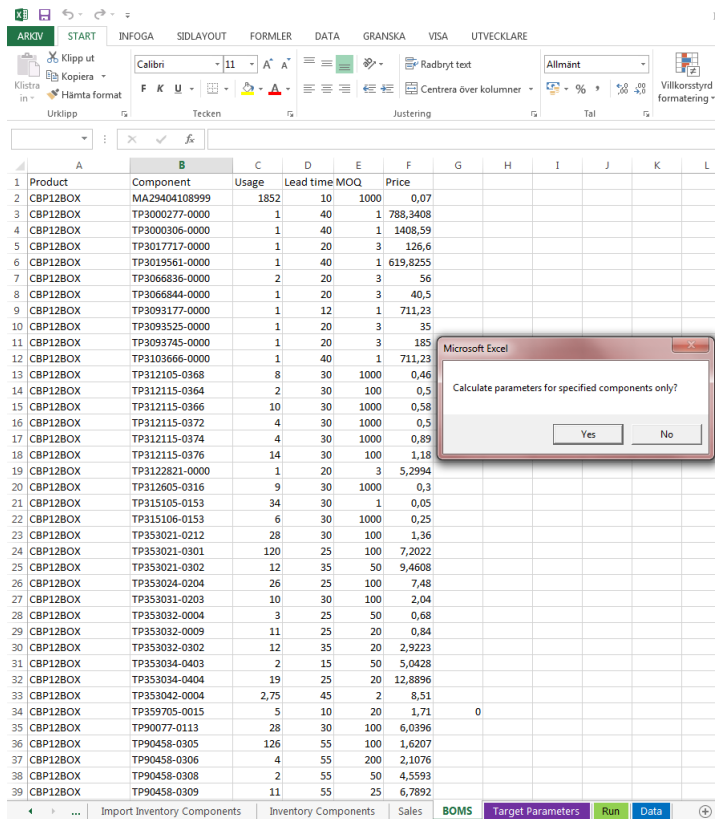 ARKIV START INFOGA SIDLAYOUT FORMLER DATA GRANSKA VISA UTVECKLARE
Klistra in
Klipp ut
Kopiera
Hämta format
Urklipp
Calibri 11 A A
F K U A
Tecken
Radbryt text
Centrera över kolumner
Justering
Allmänt
% ,00
Tal
Villkorsstyrd
formatering
fx
A B C D E F G H I J K L
1 Product Component Usage Lead time MOQ Price
2 CBP12BOX MA29404108999 1852 10 1000 0,07
3 CBP12BOX TP3000277-0000 1 40 1 788,3408
4 CBP12BOX TP3000306-0000 1 40 1 1408,59
5 CBP12BOX TP3017717-0000 1 20 3 126,6
6 CBP12BOX TP3019561-0000 1 40 1 619,8255
7 CBP12BOX TP3066836-0000 2 20 3 56
8 CBP12BOX TP3066844-0000 1 20 3 40,5
9 CBP12BOX TP3093177-0000 1 12 1 711,23
10 CBP12BOX TP3093525-0000 1 20 3 35
11 CBP12BOX TP3093745-0000 1 20 3 185
12 CBP12BOX TP3103666-0000 1 40 1 711,23
13 CBP12BOX TP312105-0368 8 30 1000 0,46
14 CBP12BOX TP312115-0364 2 30 100 0,5
15 CBP12BOX TP312115-0366 10 30 1000 0,58
16 CBP12BOX TP312115-0372 4 30 1000 0,5
17 CBP12BOX TP312115-0374 4 30 1000 0,89
18 CBP12BOX TP312115-0376 14 30 100 1,18
19 CBP12BOX TP3122821-0000 1 20 3 5,2994
20 CBP12BOX TP312605-0316 9 30 1000 0,3
21 CBP12BOX TP315105-0153 34 30 1 0,05
22 CBP12BOX TP315106-0153 6 30 1000 0,25
23 CBP12BOX TP353021-0212 28 30 100 1,36
24 CBP12BOX TP353021-0301 120 25 100 7,2022
25 CBP12BOX TP353021-0302 12 35 50 9,4608
26 CBP12BOX TP353024-0204 26 25 100 7,48
27 CBP12BOX TP353031-0203 10 30 100 2,04
28 CBP12BOX TP353032-0004 3 25 50 0,68
29 CBP12BOX TP353032-0009 11 25 20 0,84
30 CBP12BOX TP353032-0302 12 35 20 2,9223
31 CBP12BOX TP353034-0403 2 15 50 5,0428
32 CBP12BOX TP353034-0404 19 25 20 12,8896
33 CBP12BOX TP353042-0004 2,75 45 2 8,51
34 CBP12BOX TP359705-0015 5 10 20 1,71 0
35 CBP12BOX TP90077-0113 28 30 100 6,0396
36 CBP12BOX TP90458-0305 126 55 100 1,6207
37 CBP12BOX TP90458-0306 4 55 200 2,1076
38 CBP12BOX TP90458-0308 2 55 50 4,5593
39 CBP12BOX TP90458-0309 11 55 25 6,7892
Microsoft Excel
Calculate parameters for specified components only?
Yes No
... Import Inventory Components Inventory Components Sales BOMS Target Parameters Run Data